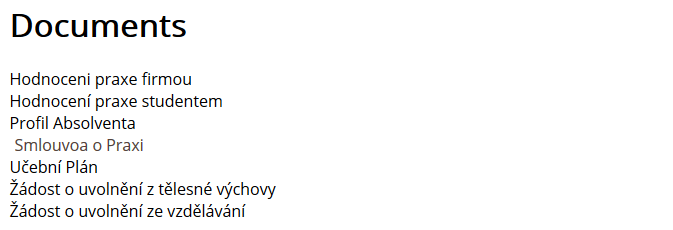 Documents
Hodnoceni praxe firmou
Hodnocení praxe studentem
Profil Absolventa
Smlouvoa o Praxi
Učební Plán
Žádost o uvolnění z tělesné výchovy
Žádost o uvolnění ze vzdělávání